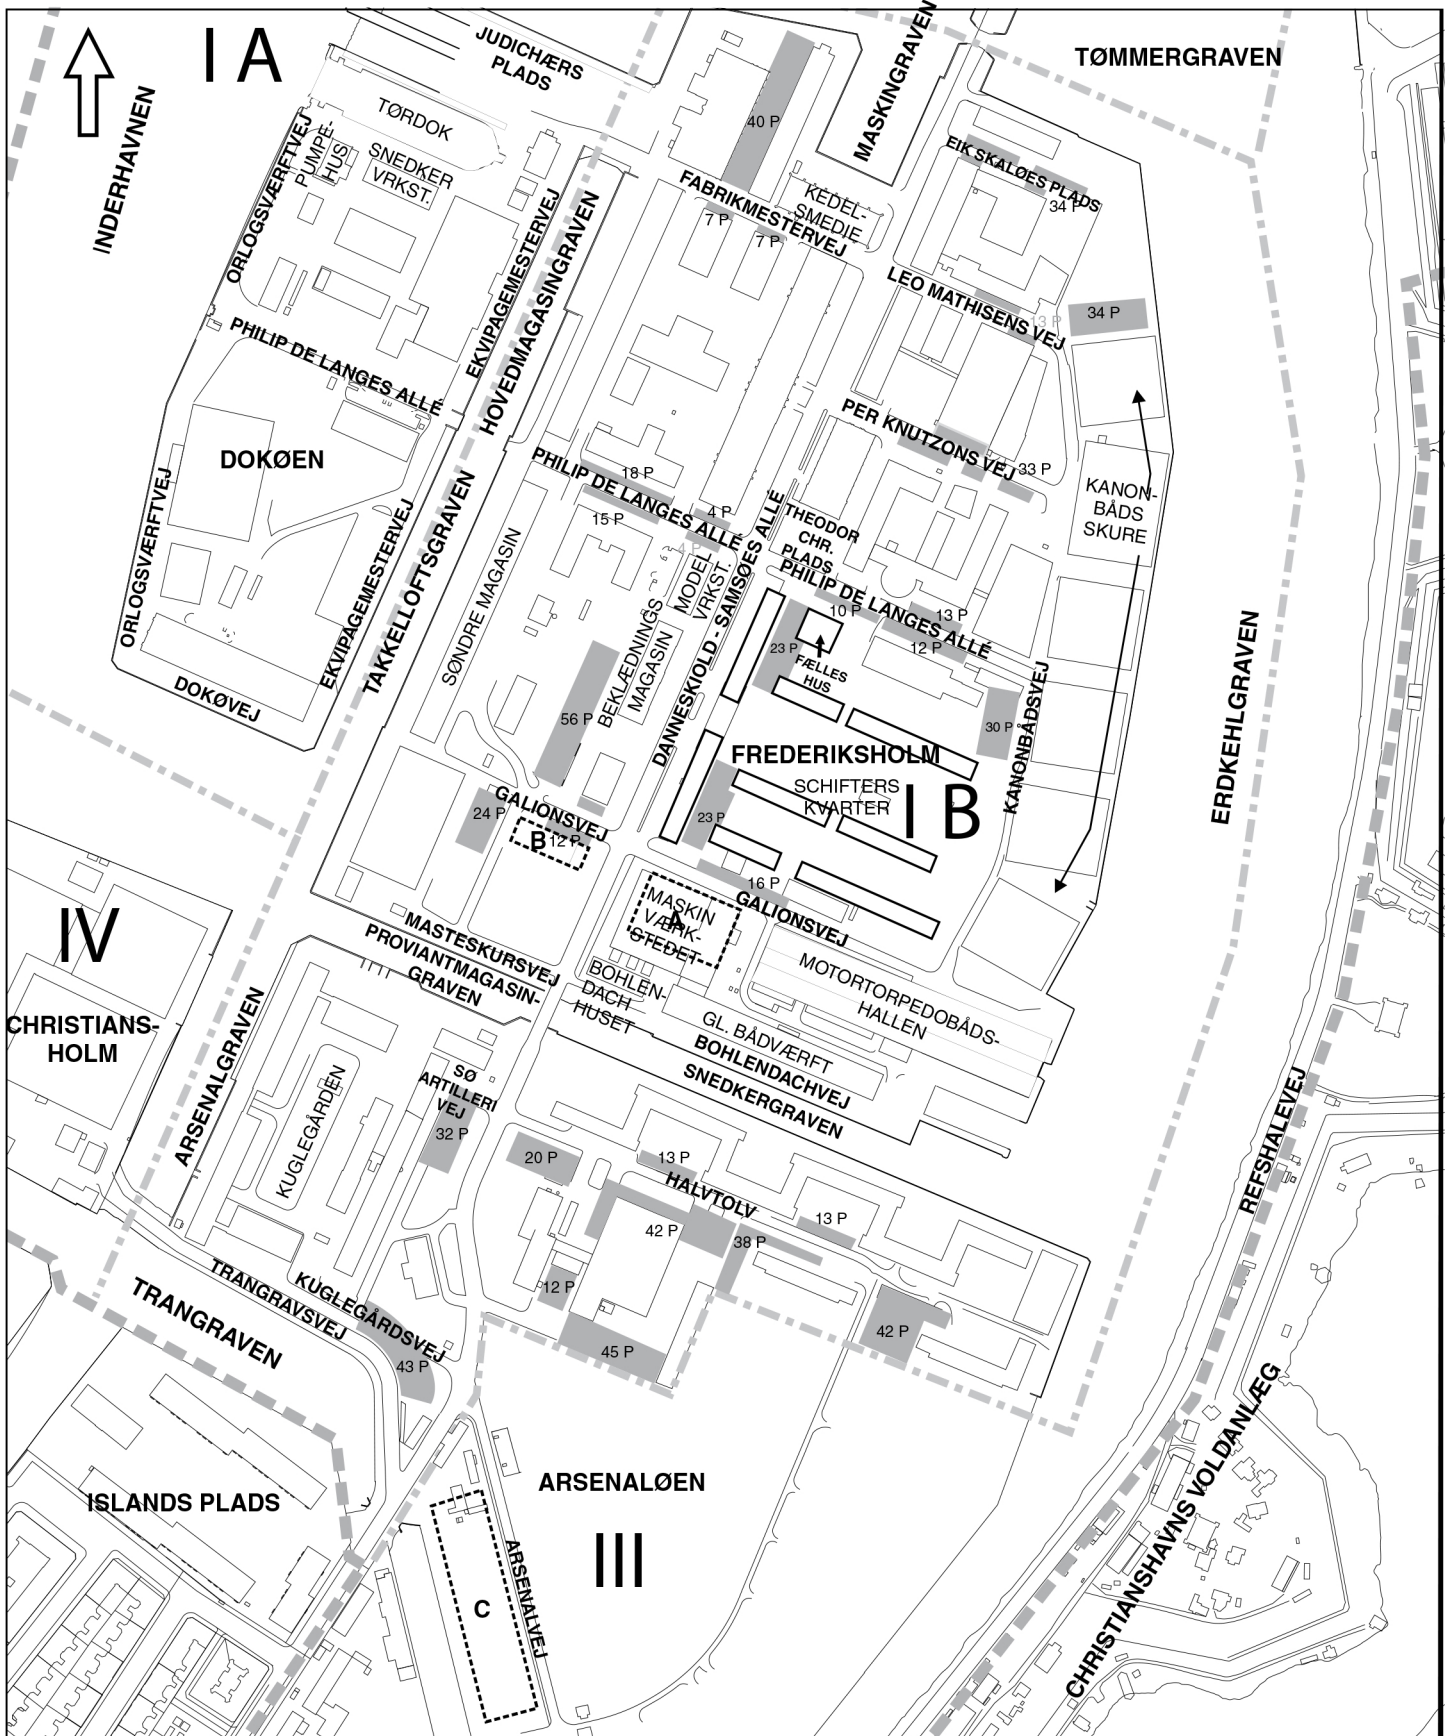 I A
JUDICHÆRS
PLADS
MASKINGRAVEN
TØMMERGRAVEN
INDERHAVNEN
TØRDOK
40 P
ORLOGSVÆRFTVEJ
PUMPE-
HUS
SNEDKER
VRKST.
EIK SKALØES PLADS
34 P
FABRIKMESTERVEJ
KEDEL-
SMEDIE
7 P
7 P
EKVIPAGEMESTERVEJ
HOVEDMAGASINGRAVEN
LEO MATHISENS VEJ
13 P
34 P
PHILIP DE LANGES ALLÉ
PER KNUTZONS VEJ
33 P
DOKØEN
PHILIP DE LANGES ALLÉ
18 P
15 P
4 P
4 P
KANON-
BÅDS
SKURE
ORLOGSVÆRFTVEJ
EKVIPAGEMESTERVEJ
TAKKELLOFTSGRAVEN
SØNDRE MAGASIN
THEODOR
CHR.
PLADS
MODEL
VRKST.
DANNESKIOLD - SAMSØES ALLÉ
PHILIP DE LANGES ALLÉ
10 P
13 P
12 P
23 P
FÆLLES
HUS
BEKLÆDNINGS
MAGASIN
56 P
DOKØVEJ
30 P
KANONBÅDSVEJ
ERDKEHLGRAVEN
FREDERIKSHOLM
SCHIFTERS
KVARTER
I B
24 P
GALIONSVEJ
B
12 P
23 P
16 P
GALIONSVEJ
MASKIN
VÆRK-
STEDET
A
IV
MASTESKURSVEJ
PROVIANTMAGASIN-
GRAVEN
BOHLEN-
DACH
HUSET
MOTORTORPEDOBÅDS-
HALLEN
CHRISTIANS-
HOLM
ARSENALGRAVEN
GL. BÅDVÆRFT
BOHLENDACHVEJ
SNEDKERGRAVEN
KUGLEGÅRDEN
SØ
ARTILLERI
VEJ
32 P
REFSHALEVEJ
20 P
13 P
HALVTOLV
13 P
42 P
38 P
12 P
TRANGRAVSVEJ
KUGLEGÅRDSVEJ
TRANGRAVEN
43 P
45 P
42 P
CHRISTIANSHAVNS VOLDANLÆG
ARSENALØEN
ISLANDS PLADS
III
ARSENALVEJ
C